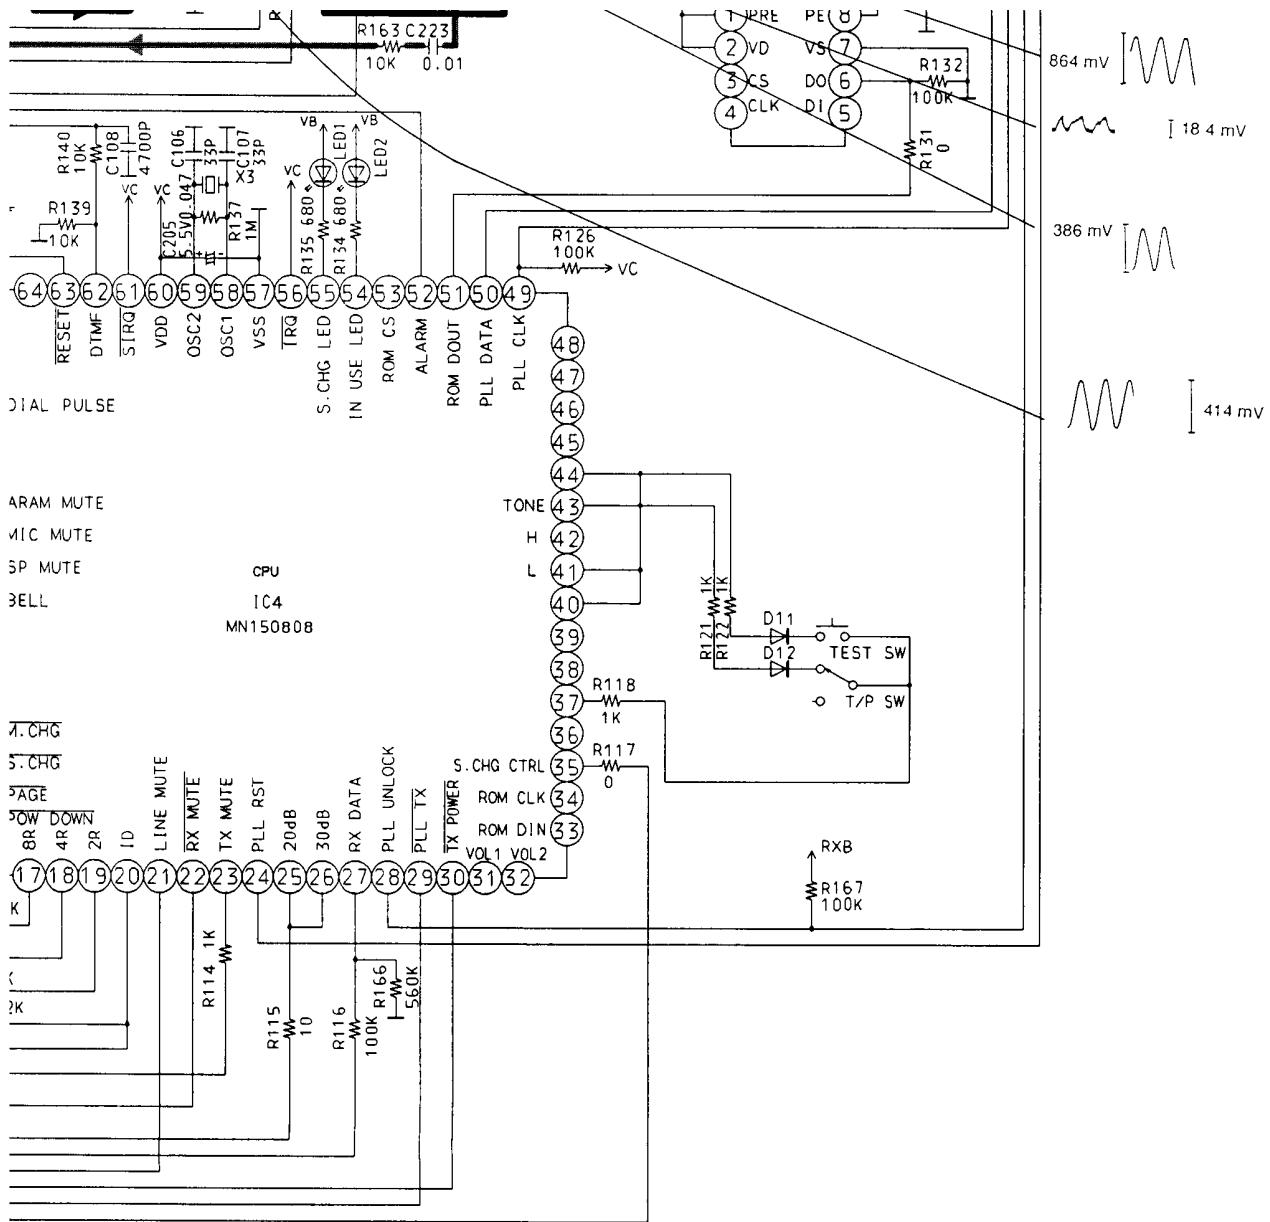 R163 C223
10K 0.01
1 PRE PE 8
2 VD VS 7
3 CS DO 6
4 CLK DI 5
R132
100K
R131
0
864 mV
18 4 mV
386 mV
414 mV
R140
10K
C108
4700P
C106
33P
C107
33P
X3
VB
LED1
VB
LED2
VC
VC
VC
R139
10K
C205
5.5V0 047
R137
1M
R135 680
R134 680
R126
100K
VC
64 63 62 61 60 59 58 57 56 55 54 53 52 51 50 49
RESET
DTMF
SIRQ
VDD
OSC2
OSC1
VSS
IRQ
S.CHG LED
IN USE LED
ROM CS
ALARM
ROM DOUT
PLL DATA
PLL CLK
48
47
46
45
44
TONE 43
H 42
L 41
40
39
38
37
36
S.CHG CTRL 35
ROM CLK 34
ROM DIN 33
DIAL PULSE
ARAM MUTE
MIC MUTE
SP MUTE
BELL
CPU
IC4
MN150808
R121 1K
R122 1K
D11
TEST SW
D12
T/P SW
R118
1K
R117
0
M.CHG
S.CHG
PAGE
POW DOWN
8R
4R
2R
ID
LINE MUTE
RX MUTE
TX MUTE
PLL RST
20dB
30dB
RX DATA
PLL UNLOCK
PLL TX
TX POWER
VOL1 VOL2
17 18 19 20 21 22 23 24 25 26 27 28 29 30 31 32
RXB
R167
100K
K
K
2K
R114 1K
R115
10
R116
100K
R166
560K